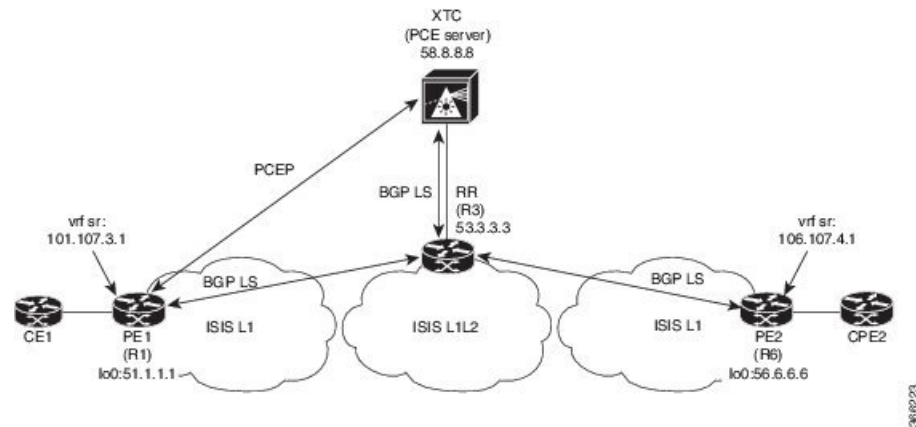 XTC
(PCE server)
58.8.8.8
PCEP
BGP LS
RR
(R3)
53.3.3.3
vrf sr:
101.107.3.1
vrf sr:
106.107.4.1
BGP LS
BGP LS
ISIS L1
ISIS L1L2
ISIS L1
CE1
PE1
(R1)
lo0:51.1.1.1
PE2
(R6)
lo0:56.6.6.6
CPE2
366223